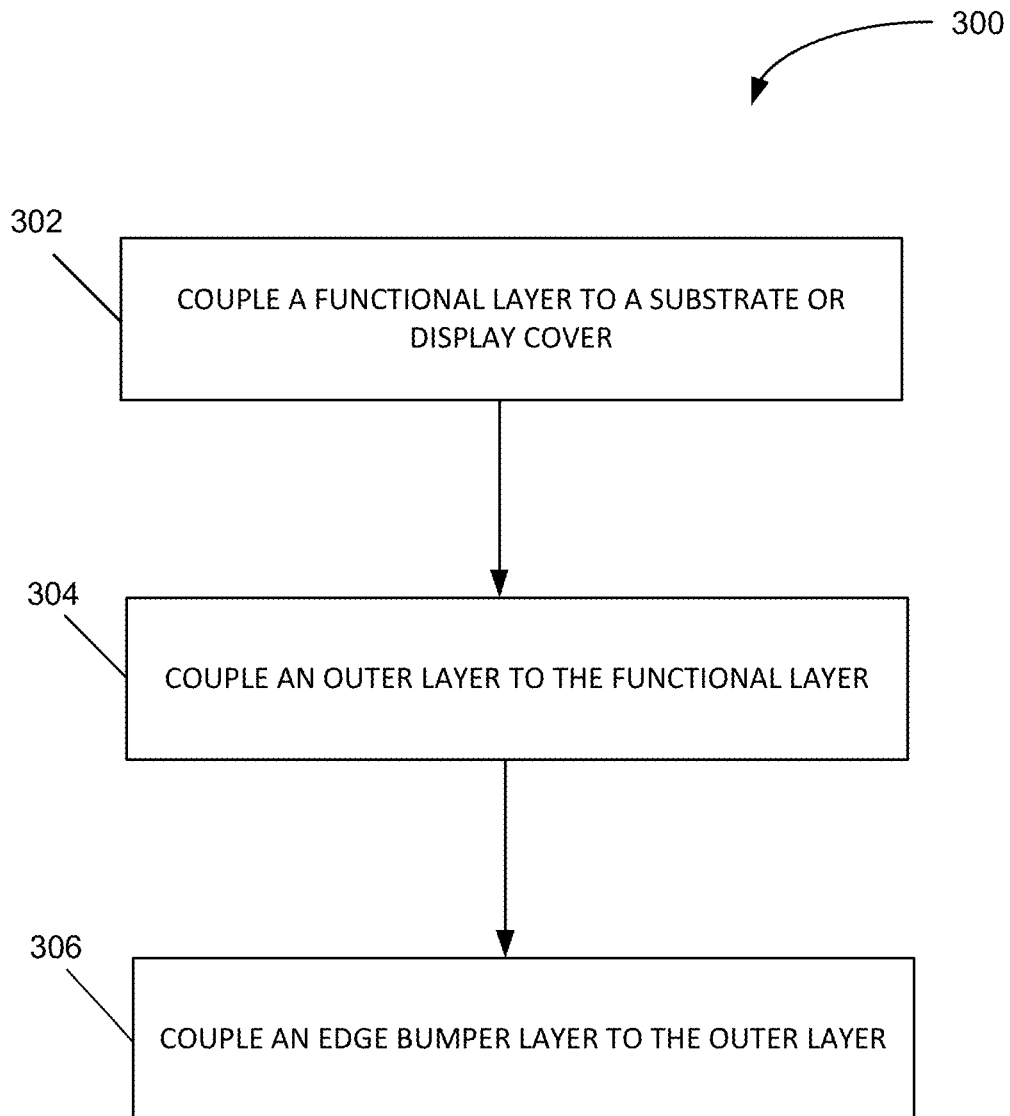 300
302
COUPLE A FUNCTIONAL LAYER TO A SUBSTRATE OR
DISPLAY COVER
304
COUPLE AN OUTER LAYER TO THE FUNCTIONAL LAYER
306
COUPLE AN EDGE BUMPER LAYER TO THE OUTER LAYER